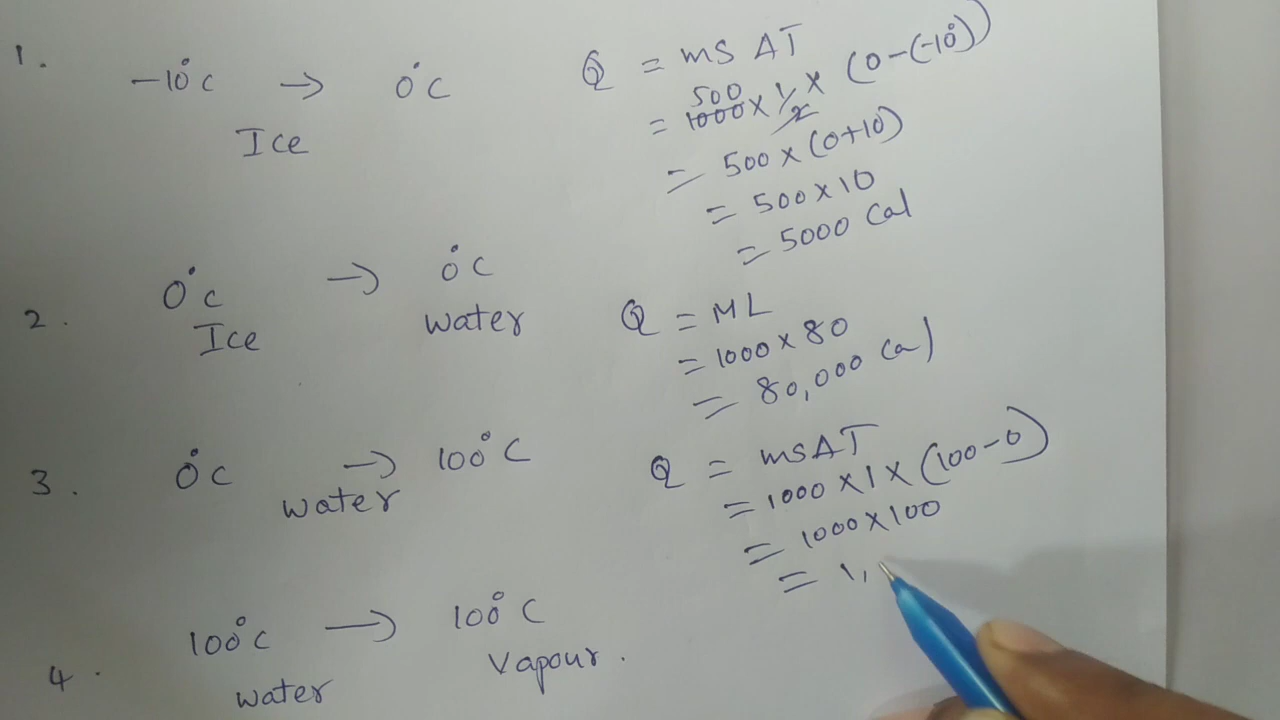 1.
-10°C → 0°C
Ice
Q = ms ΔT
500
= 1000 × 1/2 × (0-(-10°))
= 500 × (0+10)
= 500 × 10
= 5000 Cal
2.
0°C → 0°C
Ice water
Q = ML
= 1000 × 80
= 80,000 Cal
3.
0°C → 100°C
water
Q = msΔT
= 1000 × 1 × (100-0)
= 1000 × 100
= 1,
4.
100°C → 100°C
water Vapour.